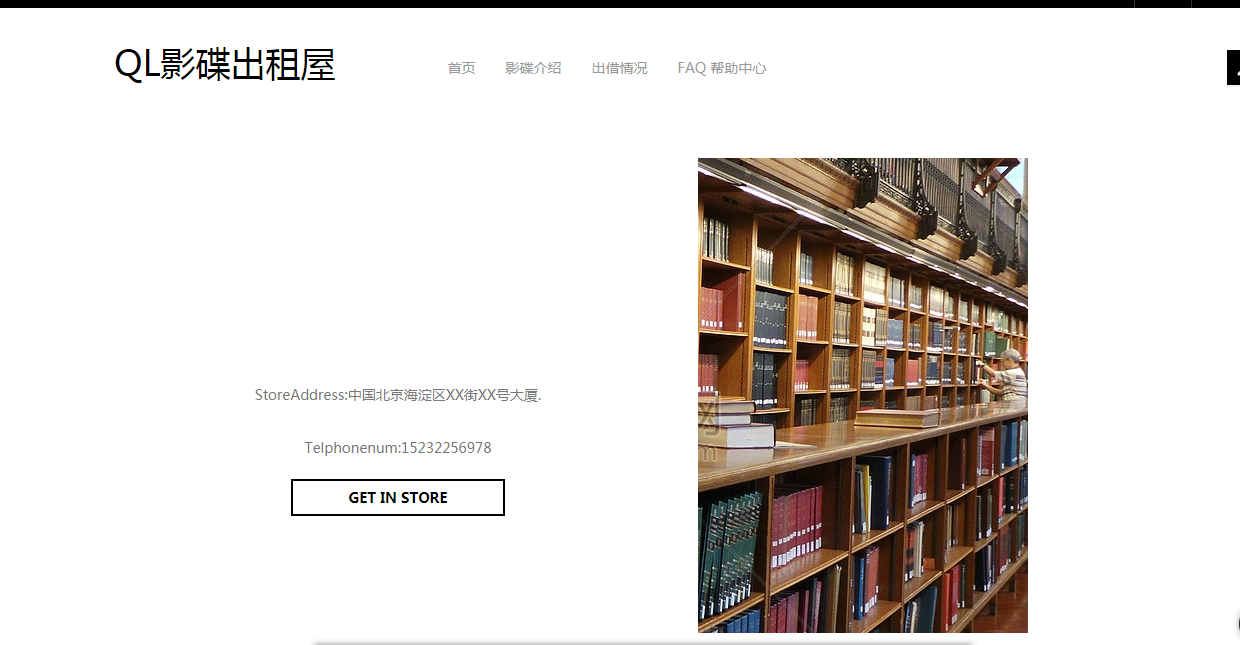 QL影碟出租屋
首页 影碟介绍 出借情况 FAQ 帮助中心
StoreAddress:中国北京海淀区XX街XX号大厦.
Telphonenum:15232256978
GET IN STORE